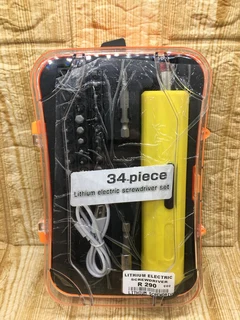 34 piece
Lithium electric screwdriver set
LITHIUM ELECTRIC
SCREWDRIVER
R 290